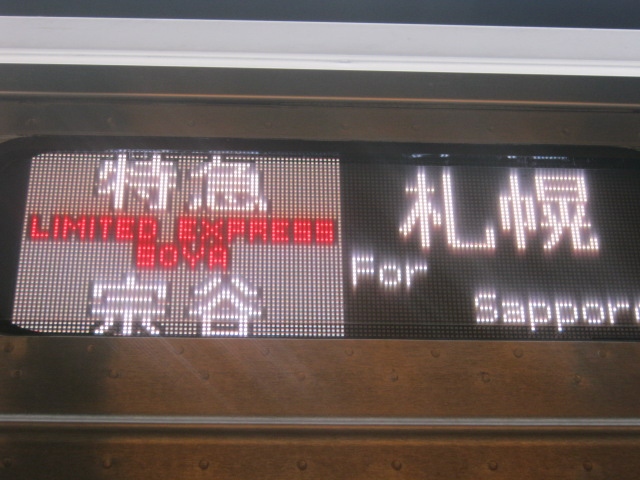 特急
LIMITED EXPRESS
SOYA
宗谷
札幌
For
Sapporo